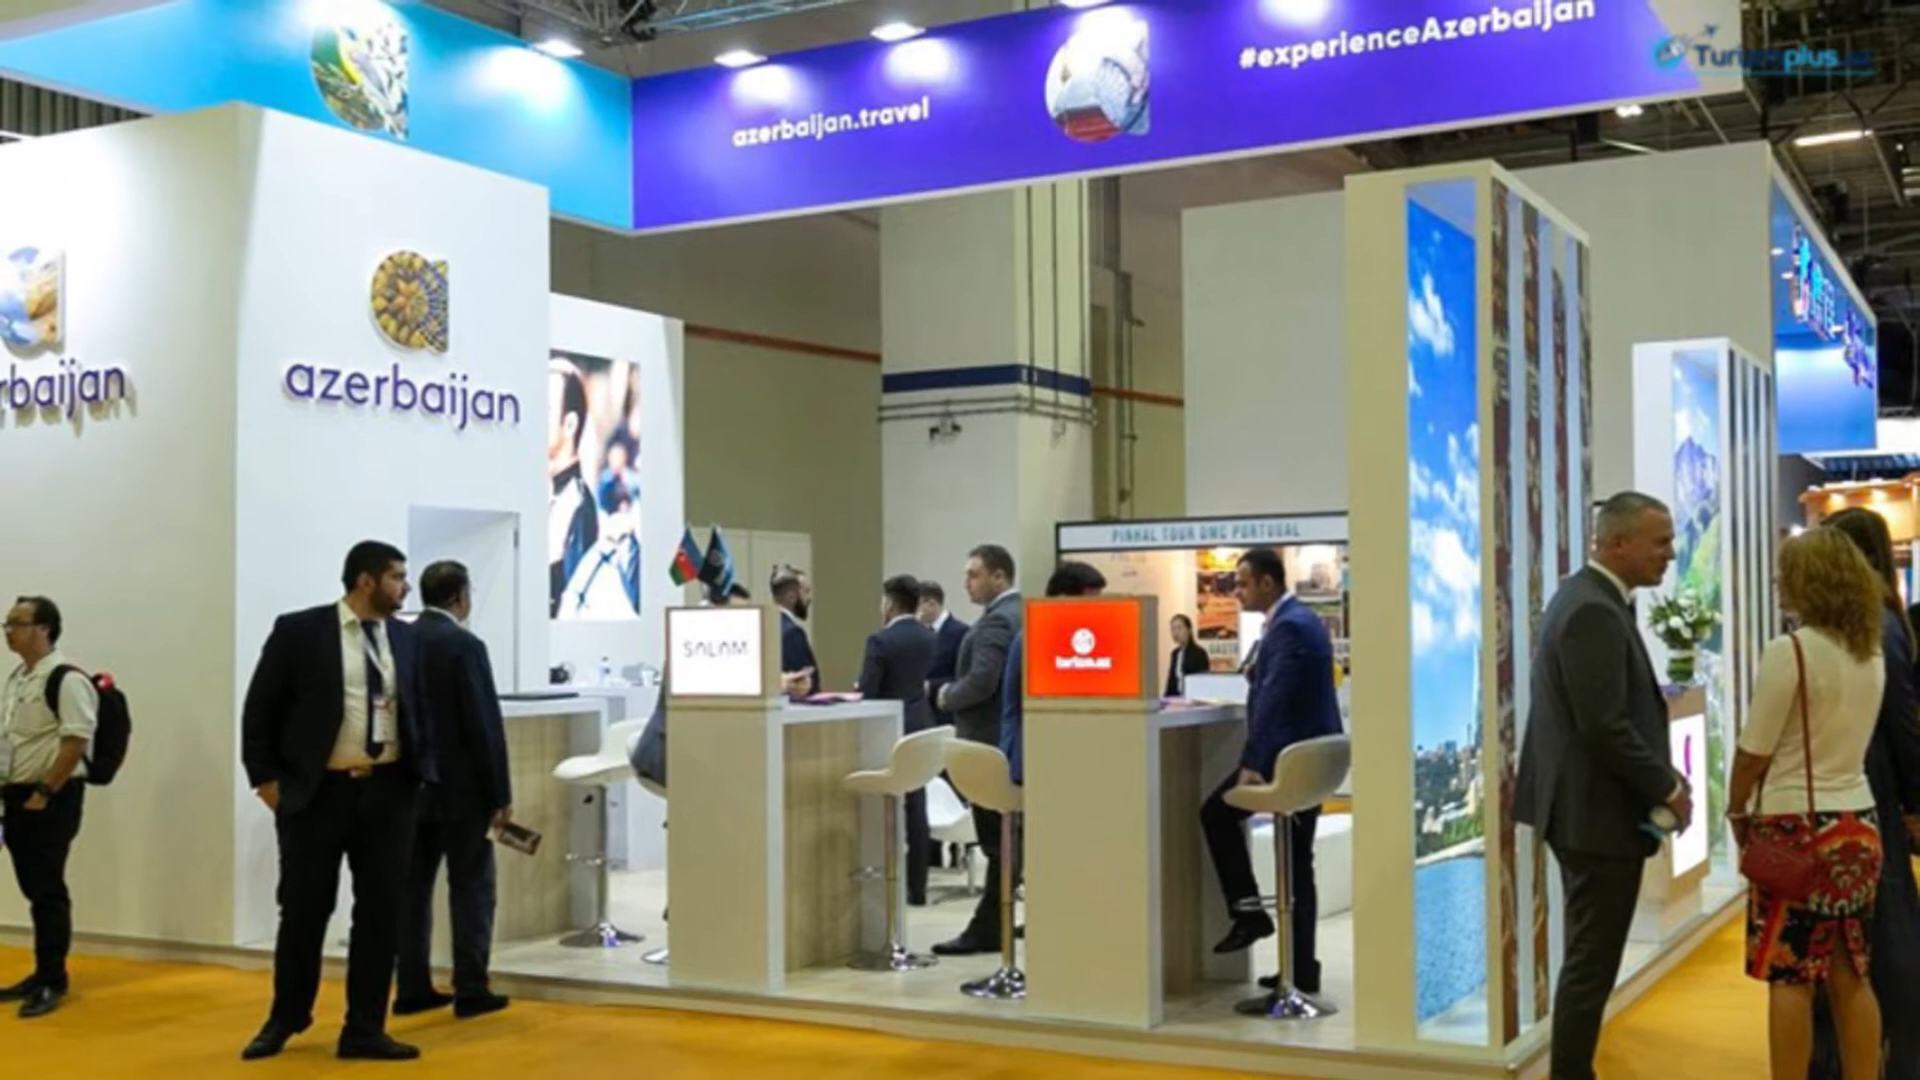 azerbaijan.travel
#experienceAzerbaijan
rbaijan
azerbaijan
PINHAL TOUR DMC PORTUGAL
SALAM